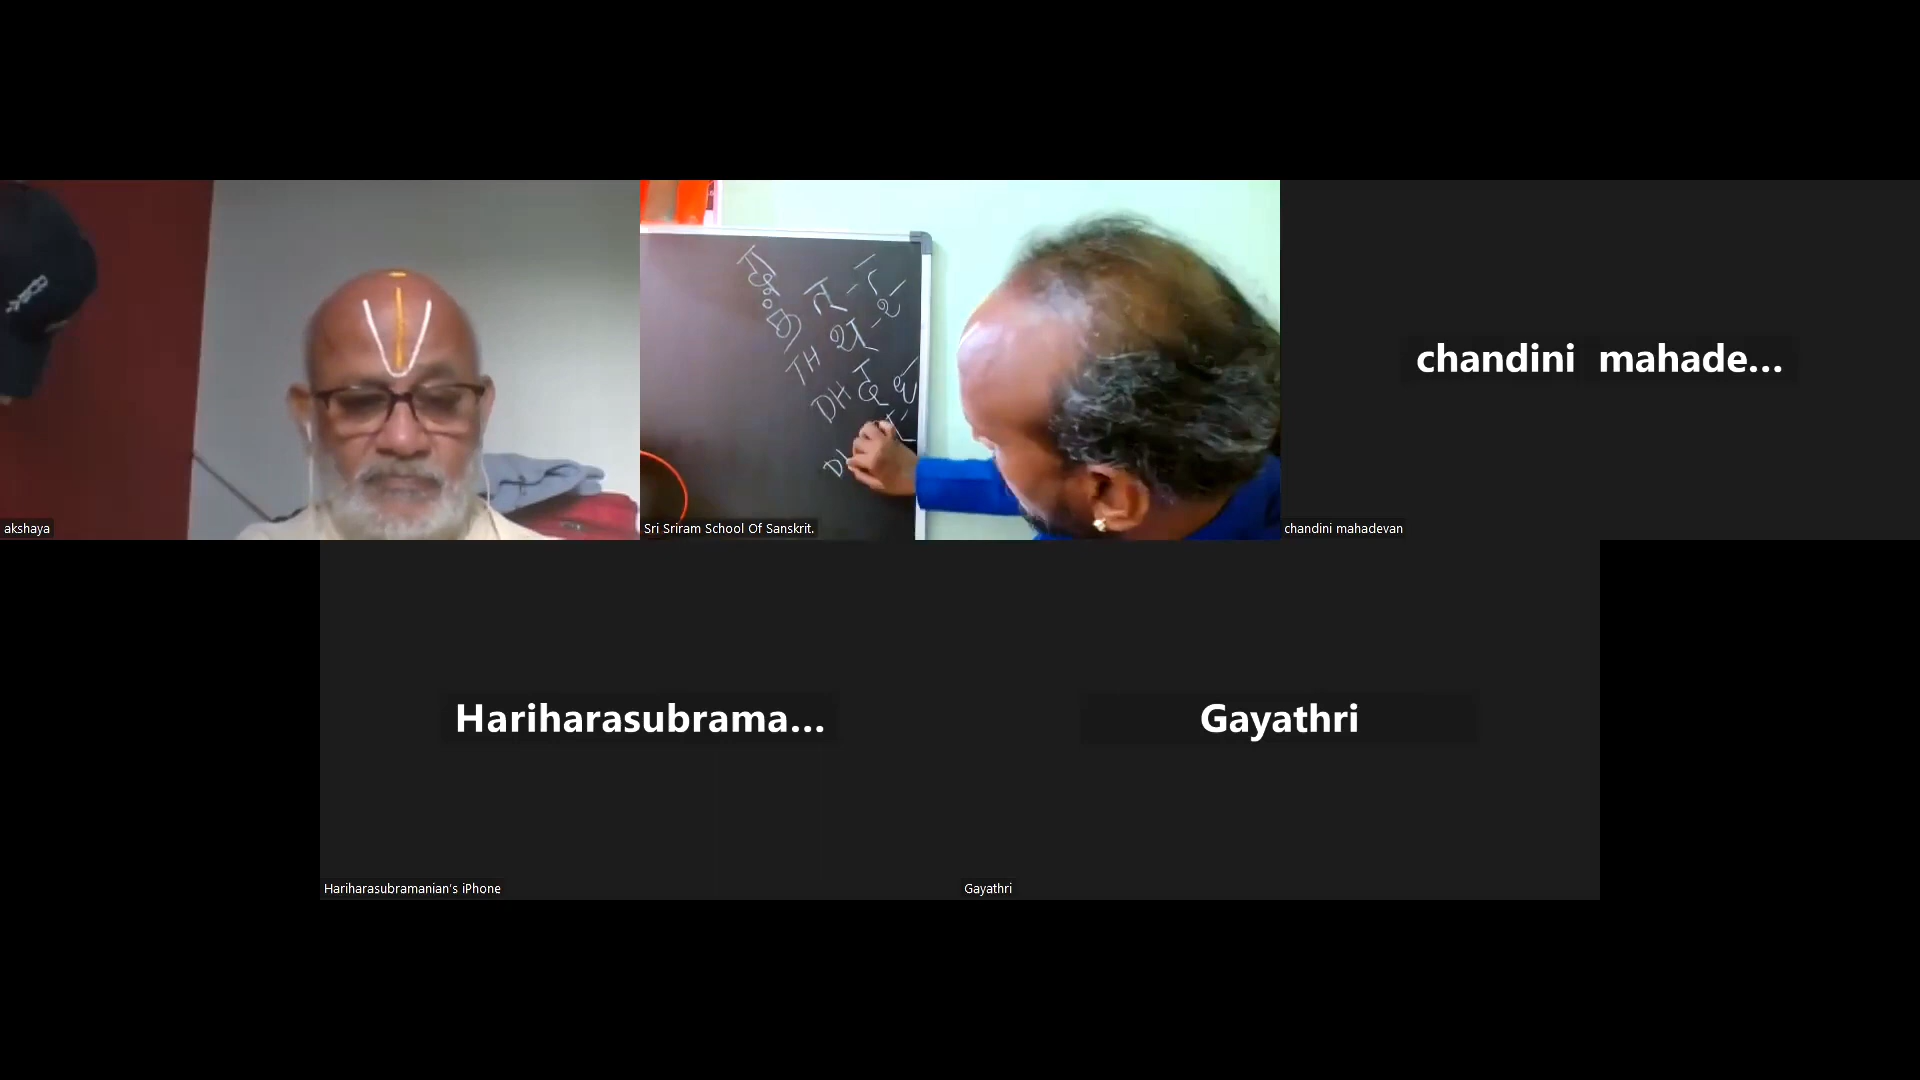 त् - र
थ् - थ
TH
DH द् ध
akshaya
Sri Sriram School Of Sanskrit.
chandini mahade...
chandini mahadevan
Hariharasubrama...
Gayathri
Hariharasubramanian's iPhone
Gayathri